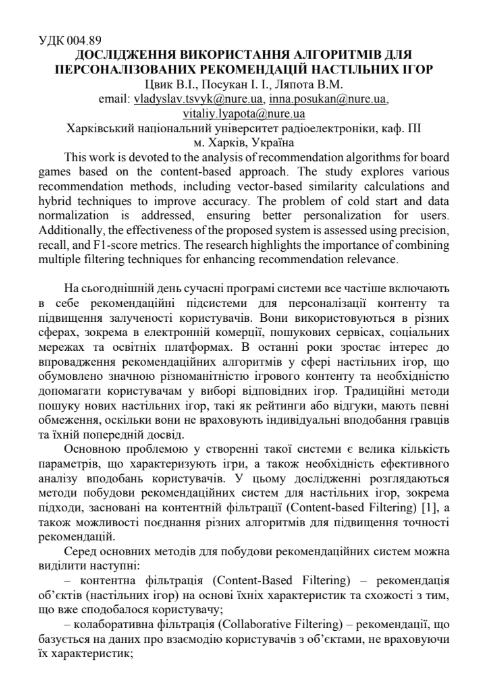 УДК 004.89
ДОСЛІДЖЕННЯ ВИКОРИСТАННЯ АЛГОРИТМІВ ДЛЯ
ПЕРСОНАЛІЗОВАНИХ РЕКОМЕНДАЦІЙ НАСТІЛЬНИХ ІГОР
Цвик В.І., Посукан І. І., Ляпота В.М.
email: vladyslav.tsvyk@nure.ua, inna.posukan@nure.ua,
vitaliy.lyapota@nure.ua
Харківський національний університет радіоелектроніки, каф. ПІ
м. Харків, Україна
This work is devoted to the analysis of recommendation algorithms for board
games based on the content-based approach. The study explores various
recommendation methods, including vector-based similarity calculations and
hybrid techniques to improve accuracy. The problem of cold start and data
normalization is addressed, ensuring better personalization for users.
Additionally, the effectiveness of the proposed system is assessed using precision,
recall, and F1-score metrics. The research highlights the importance of combining
multiple filtering techniques for enhancing recommendation relevance.
На сьогоднішній день сучасні програмі системи все частіше включають
в себе рекомендаційні підсистеми для персоналізації контенту та
підвищення залученості користувачів. Вони використовуються в різних
сферах, зокрема в електронній комерції, пошукових сервісах, соціальних
мережах та освітніх платформах. В останні роки зростає інтерес до
впровадження рекомендаційних алгоритмів у сфері настільних ігор, що
обумовлено значною різноманітністю ігрового контенту та необхідністю
допомагати користувачам у виборі відповідних ігор. Традиційні методи
пошуку нових настільних ігор, такі як рейтинги або відгуки, мають певні
обмеження, оскільки вони не враховують індивідуальні вподобання гравців
та їхній попередній досвід.
Основною проблемою у створенні такої системи є велика кількість
параметрів, що характеризують ігри, а також необхідність ефективного
аналізу вподобань користувачів. У цьому дослідженні розглядаються
методи побудови рекомендаційних систем для настільних ігор, зокрема
підходи, засновані на контентній фільтрації (Content-based Filtering) [1], а
також можливості поєднання різних алгоритмів для підвищення точності
рекомендацій.
Серед основних методів для побудови рекомендаційних систем можна
виділити наступні:
– контентна фільтрація (Content-Based Filtering) – рекомендація
об’єктів (настільних ігор) на основі їхніх характеристик та схожості з тим,
що вже сподобалося користувачу;
– колаборативна фільтрація (Collaborative Filtering) – рекомендації, що
базується на даних про взаємодію користувачів з об’єктами, не враховуючи
їх характеристик;